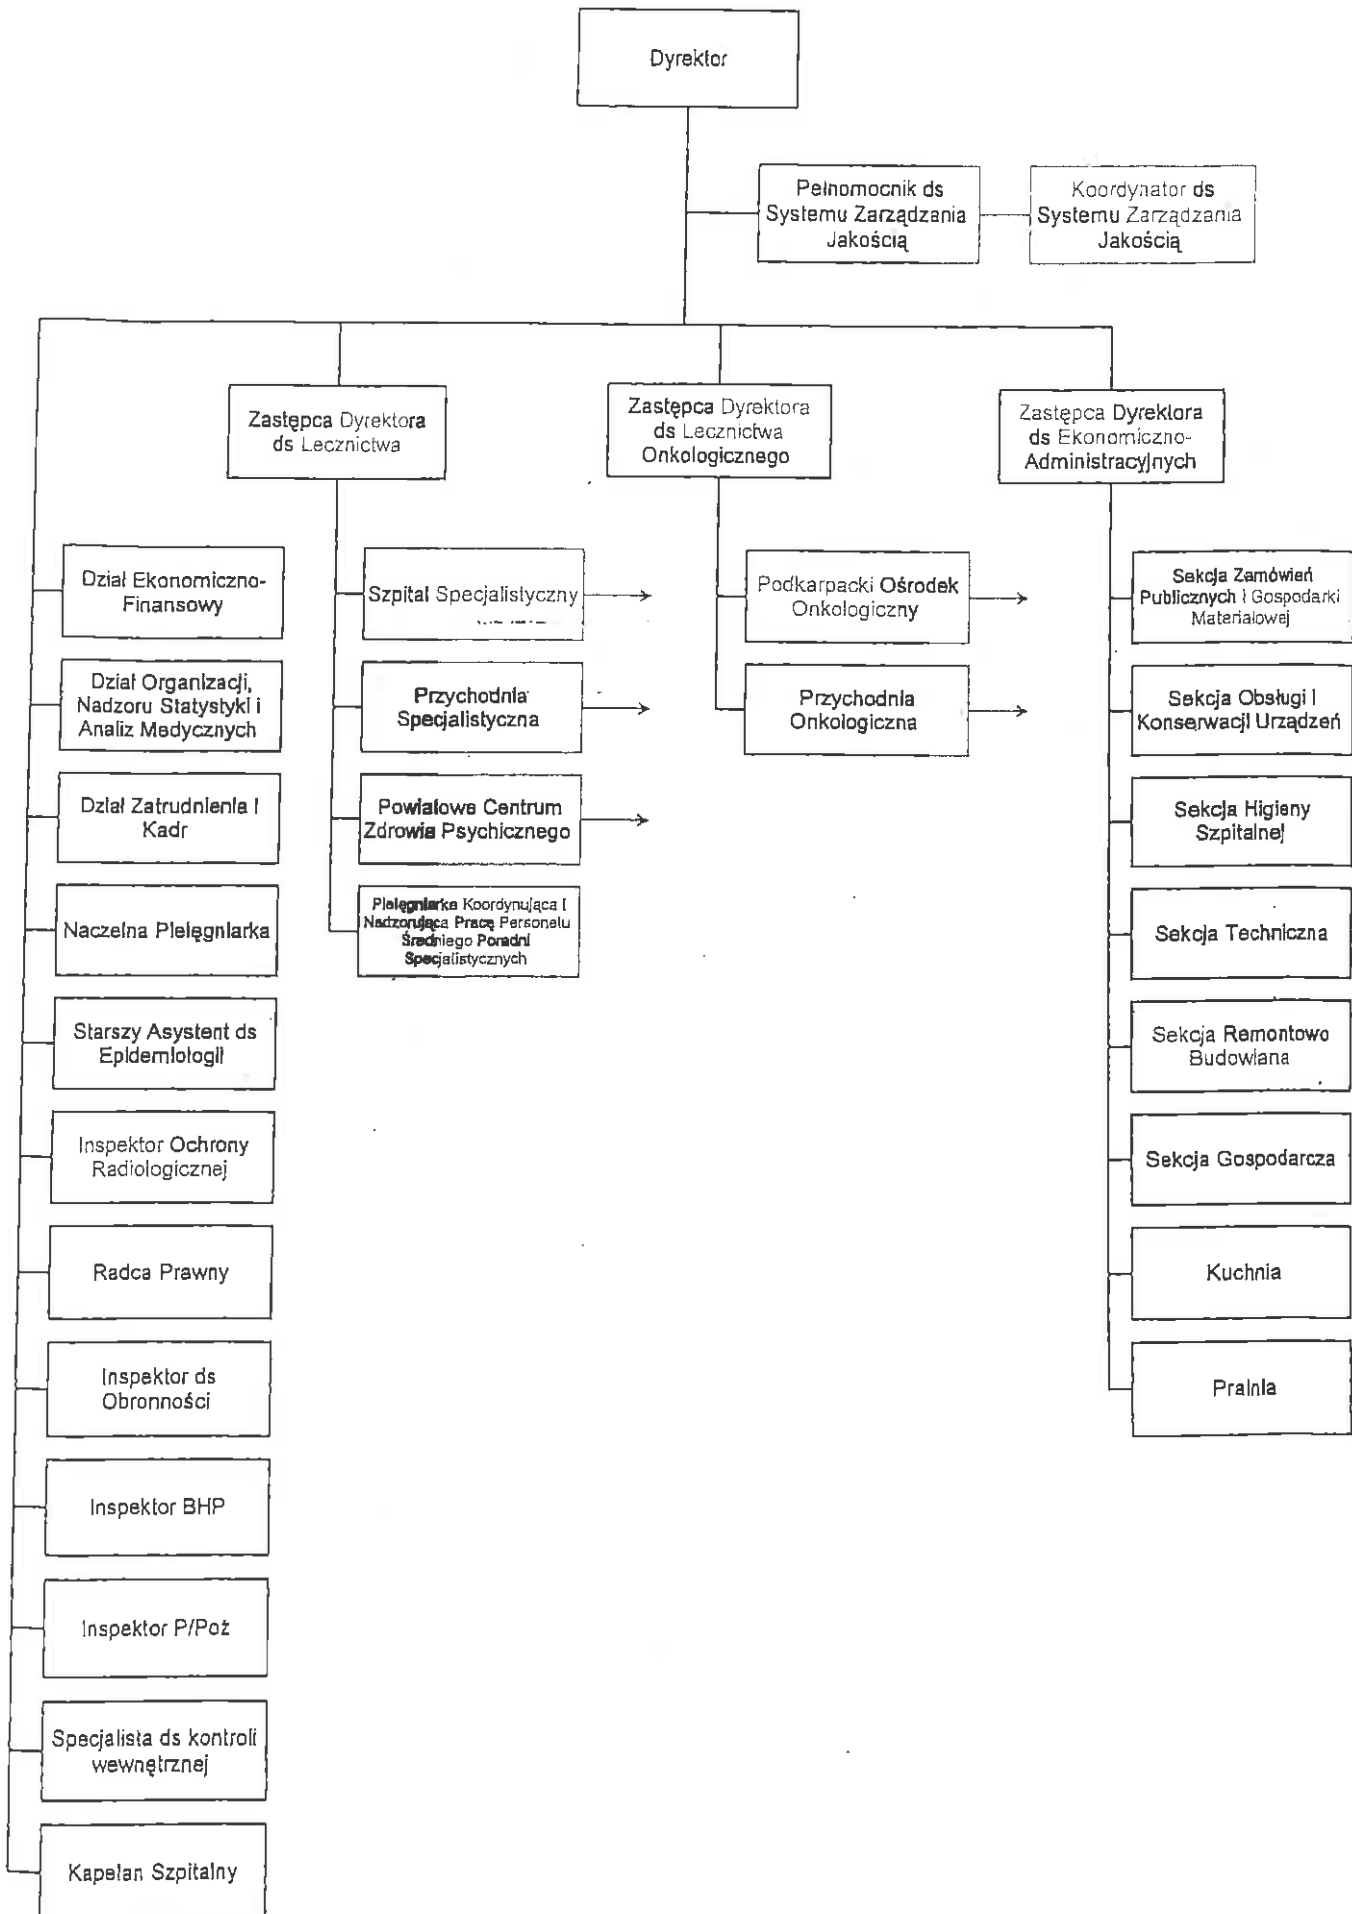 Dyrektor
Pełnomocnik ds
Systemu Zarządzania
Jakością
Koordynator ds
Systemu Zarządzania
Jakością
Zastępca Dyrektora
ds Lecznictwa
Zastępca Dyrektora
ds Lecznictwa
Onkologicznego
Zastępca Dyrektora
ds Ekonomiczno-
Administracyjnych
Dział Ekonomiczno-
Finansowy
Dział Organizacji,
Nadzoru Statystyki i
Analiz Medycznych
Dział Zatrudnienia i
Kadr
Naczelna Pielęgniarka
Starszy Asystent ds
Epidemiologii
Inspektor Ochrony
Radiologicznej
Radca Prawny
Inspektor ds
Obronności
Inspektor BHP
Inspektor P/Poż
Specjalista ds kontroli
wewnętrznej
Kapelan Szpitalny
Szpital Specjalistyczny
Przychodnia
Specjalistyczna
Powiatowe Centrum
Zdrowia Psychicznego
Pielęgniarka Koordynująca i
Nadzorująca Pracę Personelu
Średniego Poradni
Specjalistycznych
Podkarpacki Ośrodek
Onkologiczny
Przychodnia
Onkologiczna
Sekcja Zamówień
Publicznych i Gospodarki
Materiałowej
Sekcja Obsługi i
Konserwacji Urządzeń
Sekcja Higieny
Szpitalnej
Sekcja Techniczna
Sekcja Remontowo
Budowlana
Sekcja Gospodarcza
Kuchnia
Pralnia